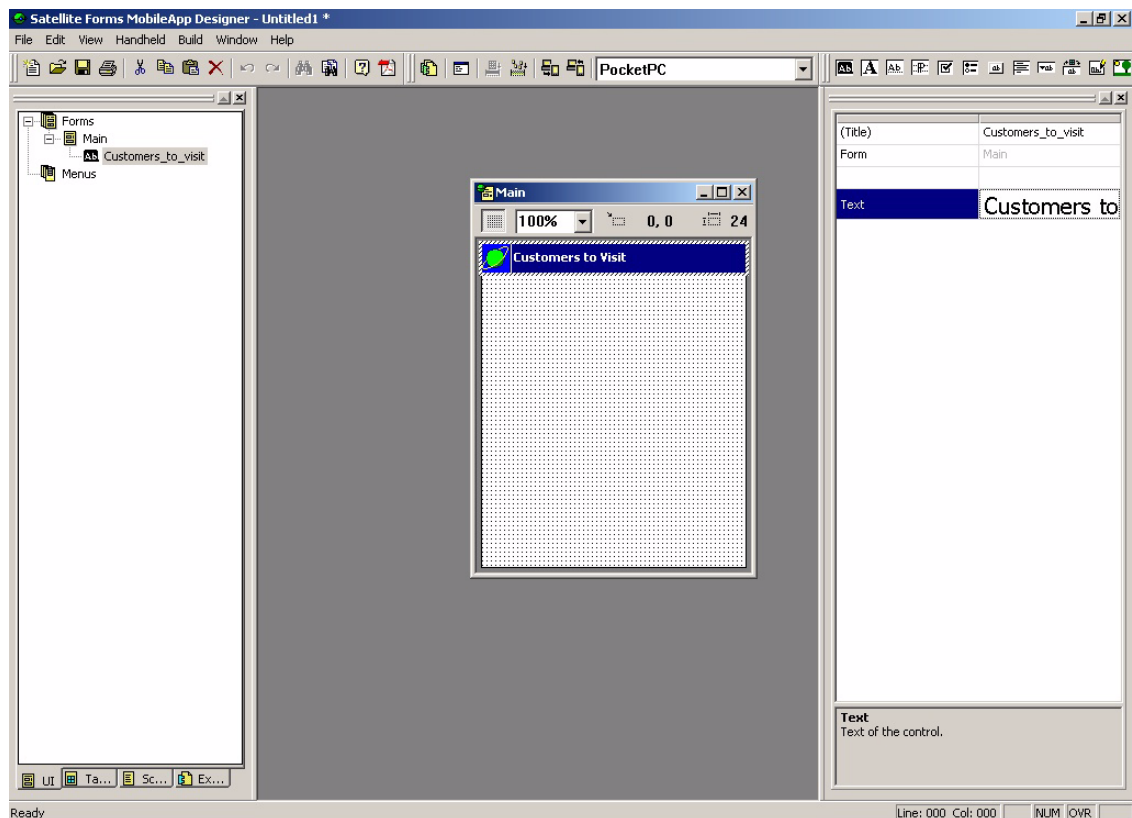 Satellite Forms MobileApp Designer - Untitled1 *
File Edit View Handheld Build Window Help
PocketPC
Forms
Main
Ab Customers_to_visit
Menus
Main
100% 0, 0 24
Customers to Visit
(Title) Customers_to_visit
Form Main
Text Customers to
Text
Text of the control.
UI Ta... Sc... Ex...
Ready Line: 000 Col: 000 NUM OVR